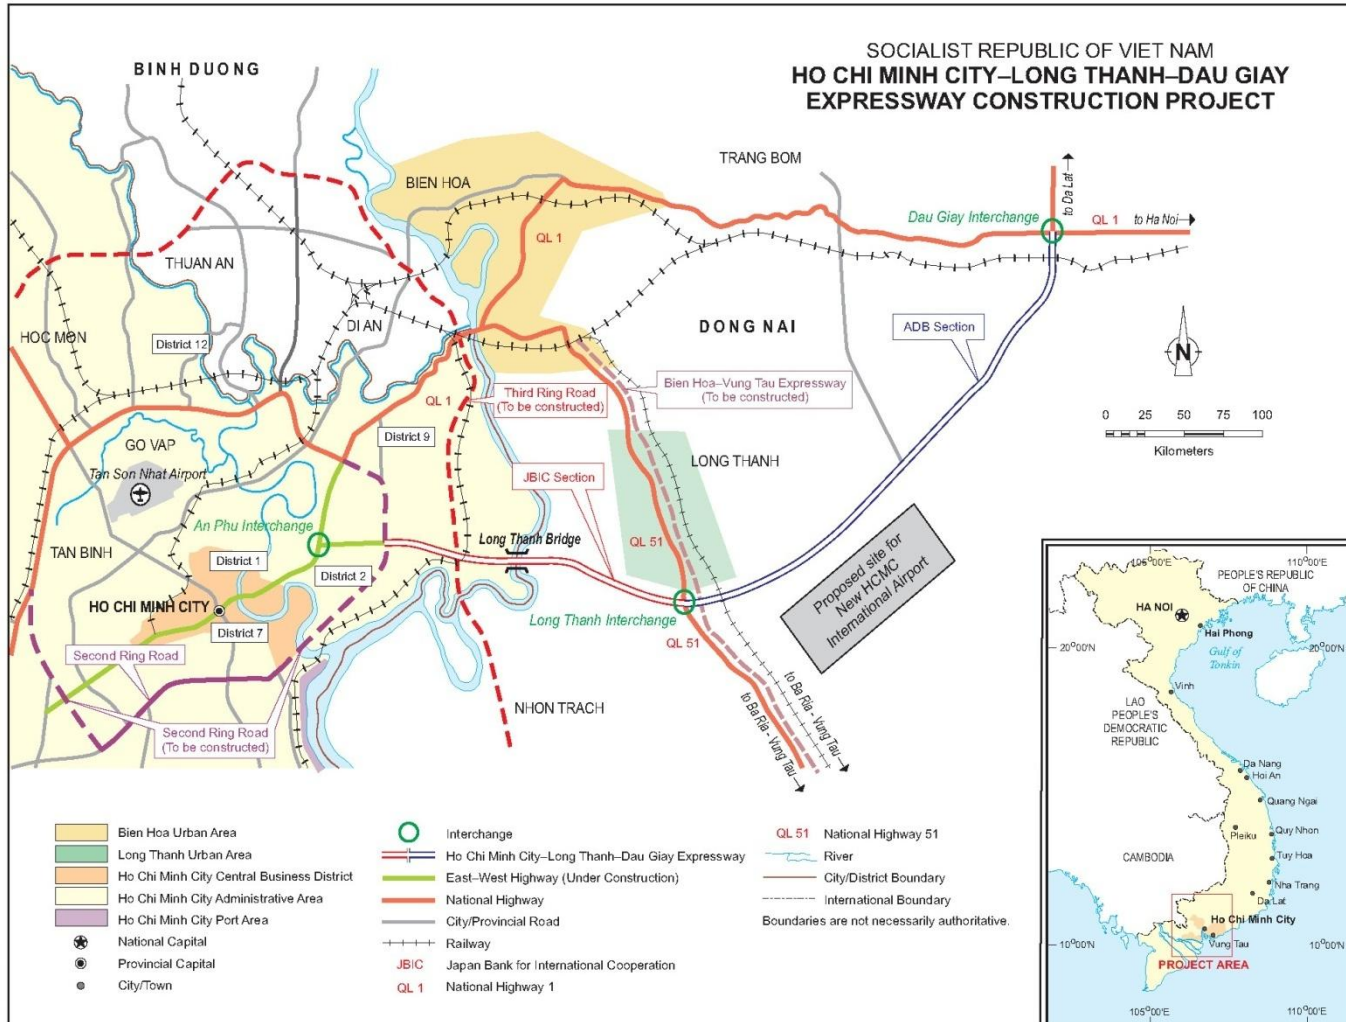 SOCIALIST REPUBLIC OF VIET NAM
HO CHI MINH CITY–LONG THANH–DAU GIAY
EXPRESSWAY CONSTRUCTION PROJECT
BINH DUONG
BIEN HOA
TRANG BOM
to Da Lat
Dau Giay Interchange
QL 1
to Ha Noi
QL 1
THUAN AN
HOC MON
District 12
DI AN
DONG NAI
ADB Section
N
Third Ring Road
(To be constructed)
Bien Hoa–Vung Tau Expressway
(To be constructed)
QL 1
0 25 50 75 100
Kilometers
District 9
GO VAP
Tan Son Nhat Airport
LONG THANH
JBIC Section
An Phu Interchange
Long Thanh Bridge
QL 51
TAN BINH
District 1
District 2
Proposed site for
New HCMC
International Airport
HO CHI MINH CITY
District 7
Long Thanh Interchange
QL 51
Second Ring Road
NHON TRACH
to Ba Ria - Vung Tau
to Ba Ria - Vung Tau
Second Ring Road
(To be constructed)
Bien Hoa Urban Area
Long Thanh Urban Area
Ho Chi Minh City Central Business District
Ho Chi Minh City Administrative Area
Ho Chi Minh City Port Area
National Capital
Provincial Capital
City/Town
Interchange
Ho Chi Minh City–Long Thanh–Dau Giay Expressway
East–West Highway (Under Construction)
National Highway
City/Provincial Road
Railway
JBIC Japan Bank for International Cooperation
QL 1 National Highway 1
QL 51 National Highway 51
River
City/District Boundary
International Boundary
Boundaries are not necessarily authoritative.
105°00'E
110°00'E
PEOPLE'S REPUBLIC
OF CHINA
HA NOI
Hai Phong
20°00'N
20°00'N
Gulf of
Tonkin
Vinh
LAO
PEOPLE'S
DEMOCRATIC
REPUBLIC
Da Nang
Hoi An
Quang Ngai
Pleiku
Quy Nhon
CAMBODIA
Tuy Hoa
Nha Trang
Da Lat
Ho Chi Minh City
10°00'N
10°00'N
Vung Tau
PROJECT AREA
105°00'E
110°00'E